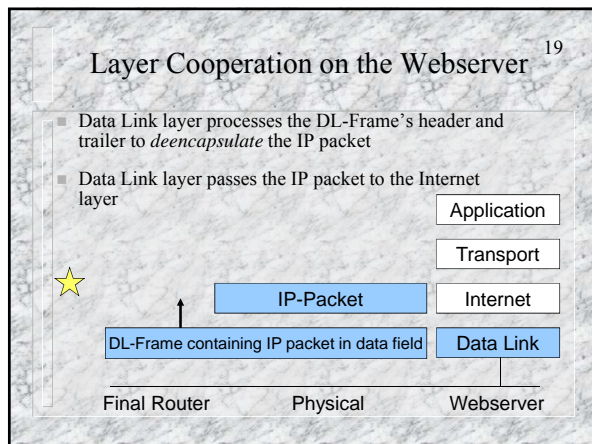 19
Layer Cooperation on the Webserver
Data Link layer processes the DL-Frame's header and
trailer to deencapsulate the IP packet
Data Link layer passes the IP packet to the Internet
layer
Application
Transport
IP-Packet
Internet
DL-Frame containing IP packet in data field
Data Link
Final Router
Physical
Webserver